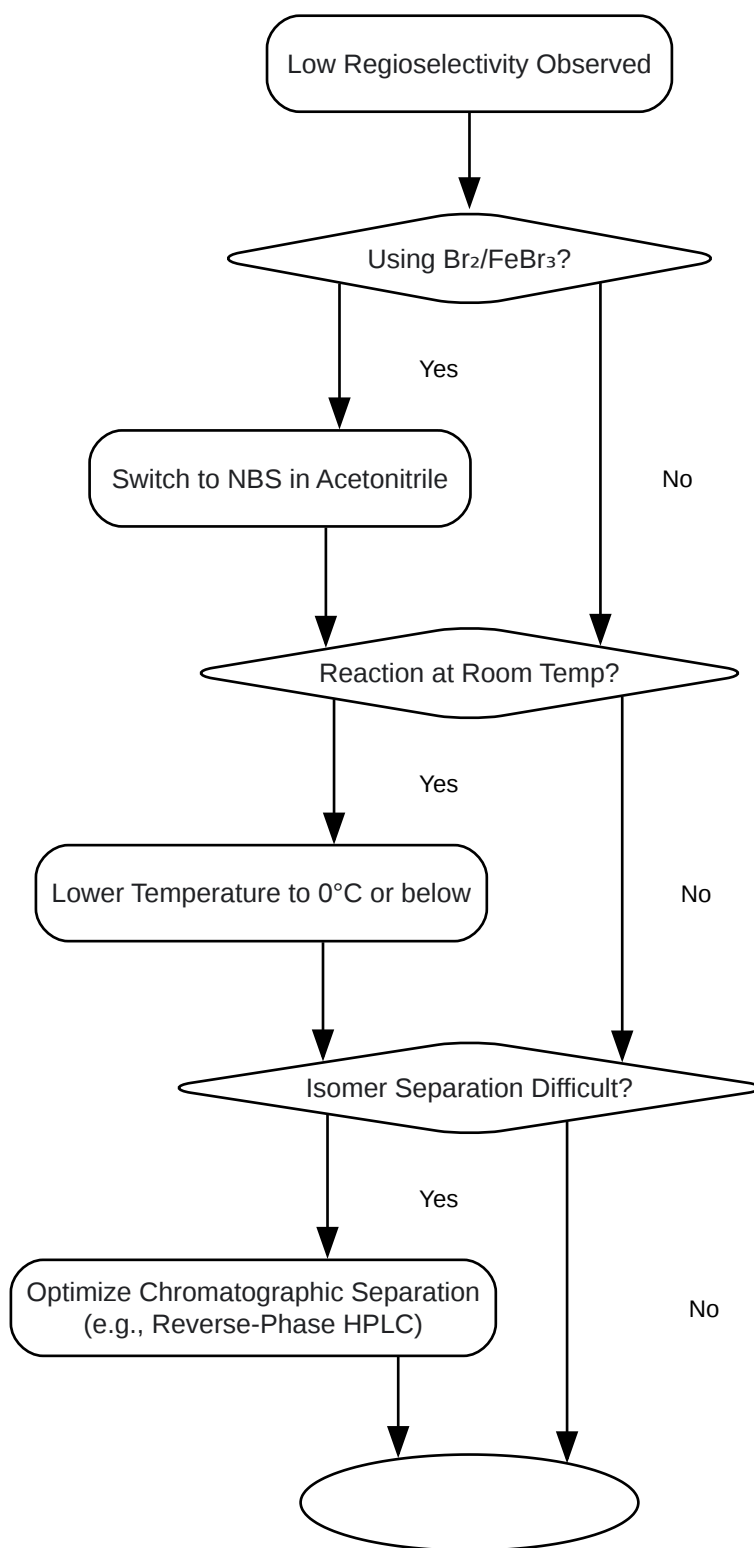 Low Regioselectivity Observed
Using Br₂/FeBr₃?
Yes
Switch to NBS in Acetonitrile
No
Reaction at Room Temp?
Yes
Lower Temperature to 0°C or below
No
Isomer Separation Difficult?
Yes
Optimize Chromatographic Separation
(e.g., Reverse-Phase HPLC)
No